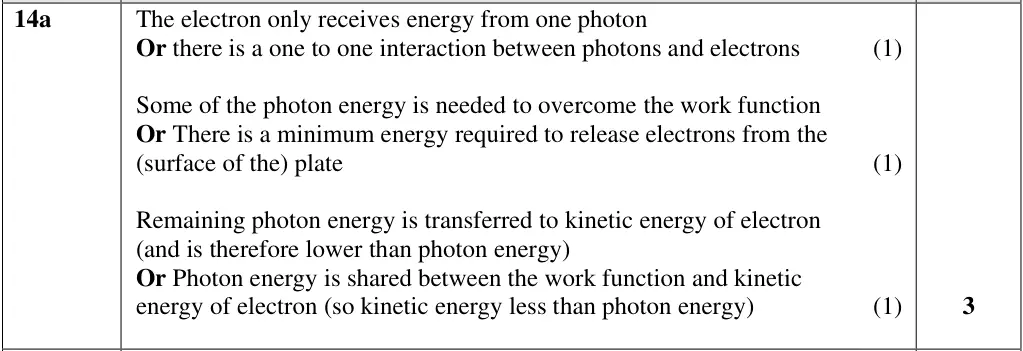 14a
The electron only receives energy from one photon
Or there is a one to one interaction between photons and electrons (1)
Some of the photon energy is needed to overcome the work function
Or There is a minimum energy required to release electrons from the
(surface of the) plate (1)
Remaining photon energy is transferred to kinetic energy of electron
(and is therefore lower than photon energy)
Or Photon energy is shared between the work function and kinetic
energy of electron (so kinetic energy less than photon energy) (1) 3